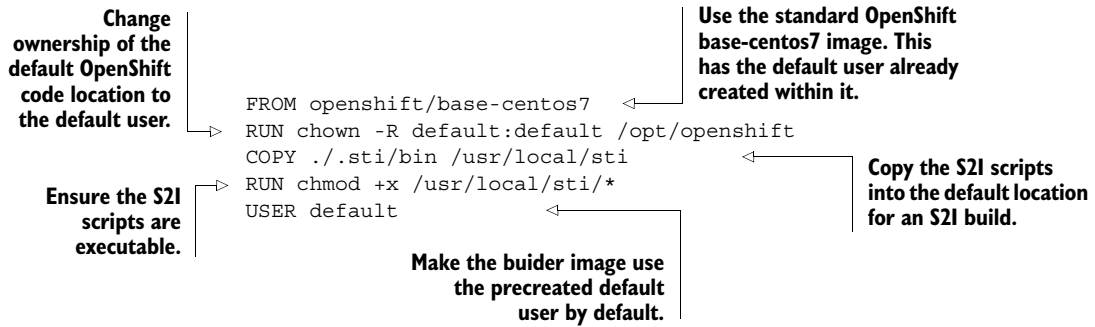 Change
ownership of the
default OpenShift
code location to
the default user.
Use the standard OpenShift
base-centos7 image. This
has the default user already
created within it.
FROM openshift/base-centos7
RUN chown -R default:default /opt/openshift
COPY ./.sti/bin /usr/local/sti
RUN chmod +x /usr/local/sti/*
USER default
Copy the S2I scripts
into the default location
for an S2I build.
Ensure the S2I
scripts are
executable.
Make the buider image use
the precreated default
user by default.